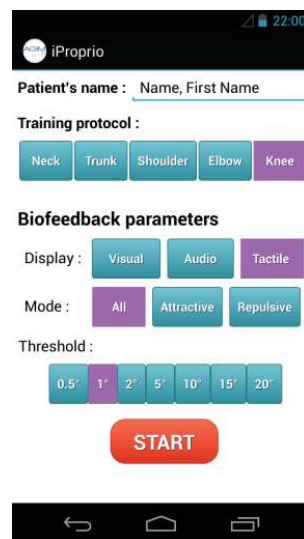 22:00
AGIM iProprio
Patient's name : Name, First Name
Training protocol :
Neck Trunk Shoulder Elbow Knee
Biofeedback parameters
Display : Visual Audio Tactile
Mode : All Attractive Repulsive
Threshold :
0.5° 1° 2° 5° 10° 15° 20°
START